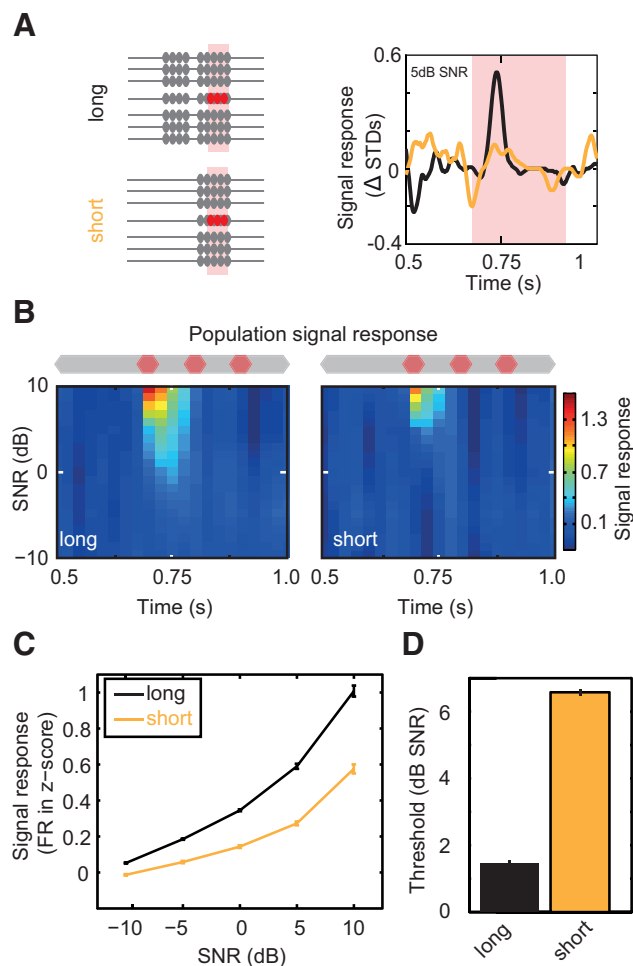 A
long
short
5dB SNR
Signal response
(Δ STDs)
0.6
0
-0.4
0.5
0.75
1
Time (s)
B
Population signal response
SNR (dB)
10
0
−10
long
short
0.5
0.75
1.0
0.5
0.75
1.0
Time (s)
Time (s)
1.3
0.7
0.1
Signal response
C
Signal response
(FR in z−score)
1
0.8
0.6
0.4
0.2
0
long
short
−10
−5
0
5
10
SNR (dB)
D
Threshold (dB SNR)
6
4
2
0
long
short